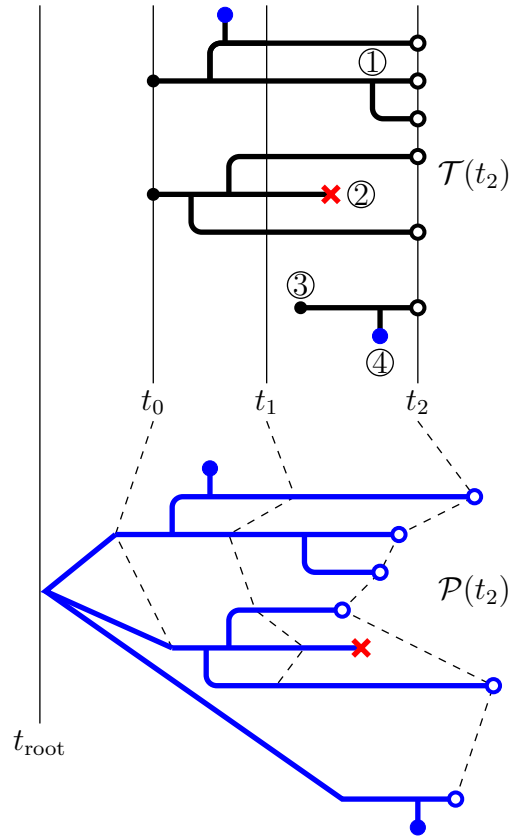 ①
𝒯(t₂)
②
③
④
t₀ t₁ t₂
𝒫(t₂)
t_root